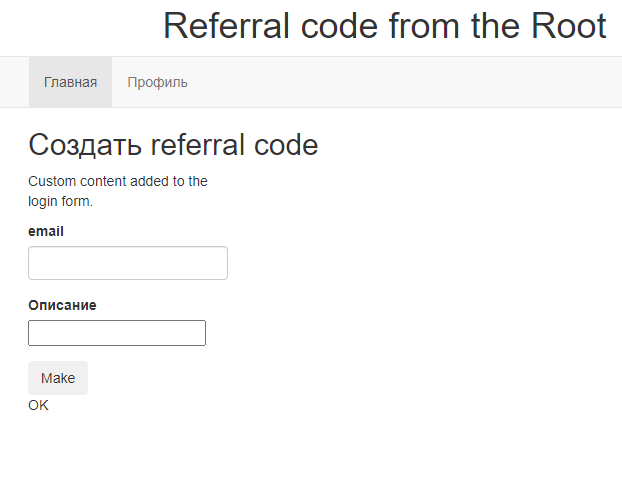 Referral code from the Root
Главная Профиль
Создать referral code
Custom content added to the
login form.
email
Описание
Make
OK